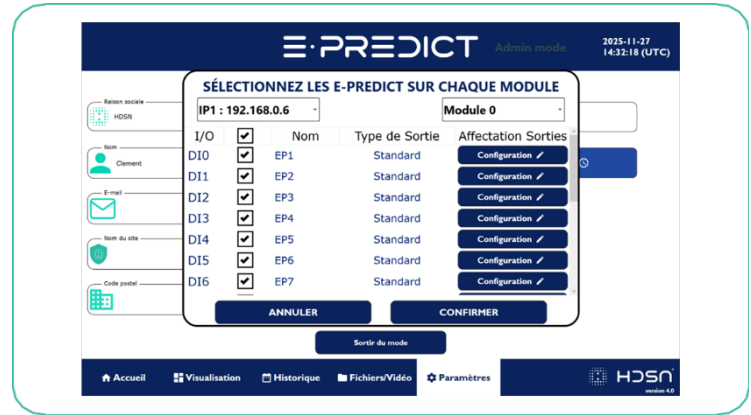 E·PREDICT
Admin mode
2025-11-27
14:32:18 (UTC)
SÉLECTIONNEZ LES E-PREDICT SUR CHAQUE MODULE
IP1 : 192.168.0.6
Module 0
I/O Nom Type de Sortie Affectation Sorties
DI0 EP1 Standard Configuration
DI1 EP2 Standard Configuration
DI2 EP3 Standard Configuration
DI3 EP4 Standard Configuration
DI4 EP5 Standard Configuration
DI5 EP6 Standard Configuration
DI6 EP7 Standard Configuration
ANNULER CONFIRMER
Raison sociale
HDSN
Nom
Clement
E-mail
Nom du site
Code postal
Sortir du mode
Accueil Visualisation Historique Fichiers/Vidéo Paramètres
HDSN
version 4.0